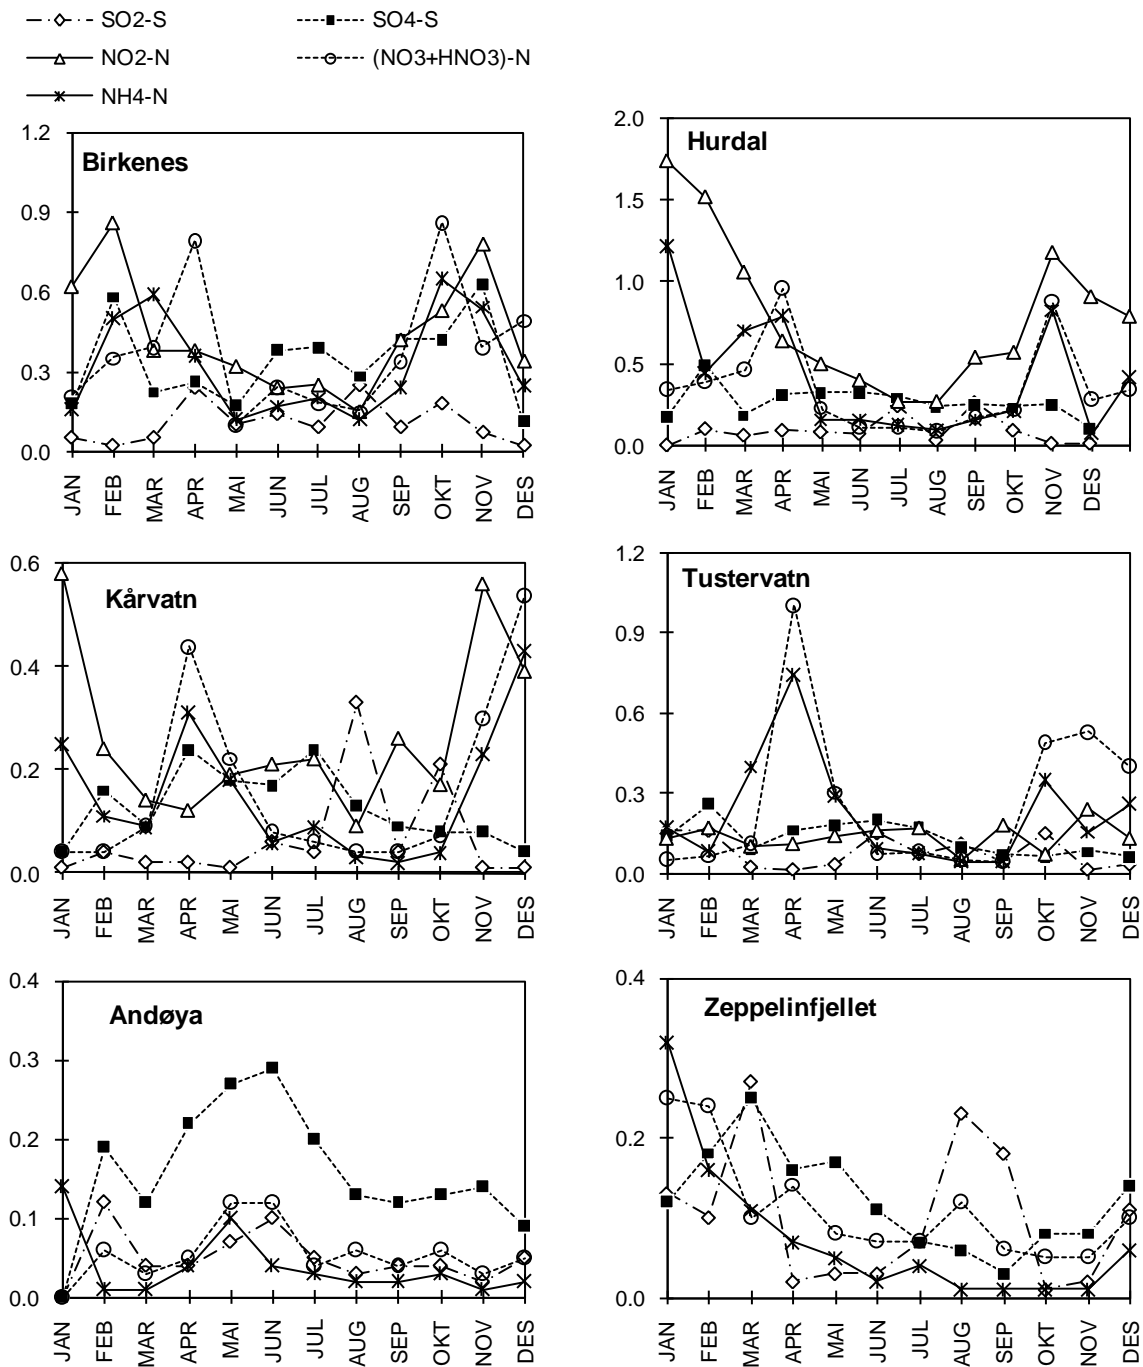 SO2-S SO4-S
NO2-N (NO3+HNO3)-N
NH4-N
Birkenes
1.2
0.9
0.6
0.3
0.0
JAN FEB MAR APR MAI JUN JUL AUG SEP OKT NOV DES
Hurdal
2.0
1.5
1.0
0.5
0.0
JAN FEB MAR APR MAI JUN JUL AUG SEP OKT NOV DES
Kårvatn
0.6
0.4
0.2
0.0
JAN FEB MAR APR MAI JUN JUL AUG SEP OKT NOV DES
Tustervatn
1.2
0.9
0.6
0.3
0.0
JAN FEB MAR APR MAI JUN JUL AUG SEP OKT NOV DES
Andøya
0.4
0.3
0.2
0.1
0.0
JAN FEB MAR APR MAI JUN JUL AUG SEP OKT NOV DES
Zeppelinfjellet
0.4
0.2
0.0
JAN FEB MAR APR MAI JUN JUL AUG SEP OKT NOV DES